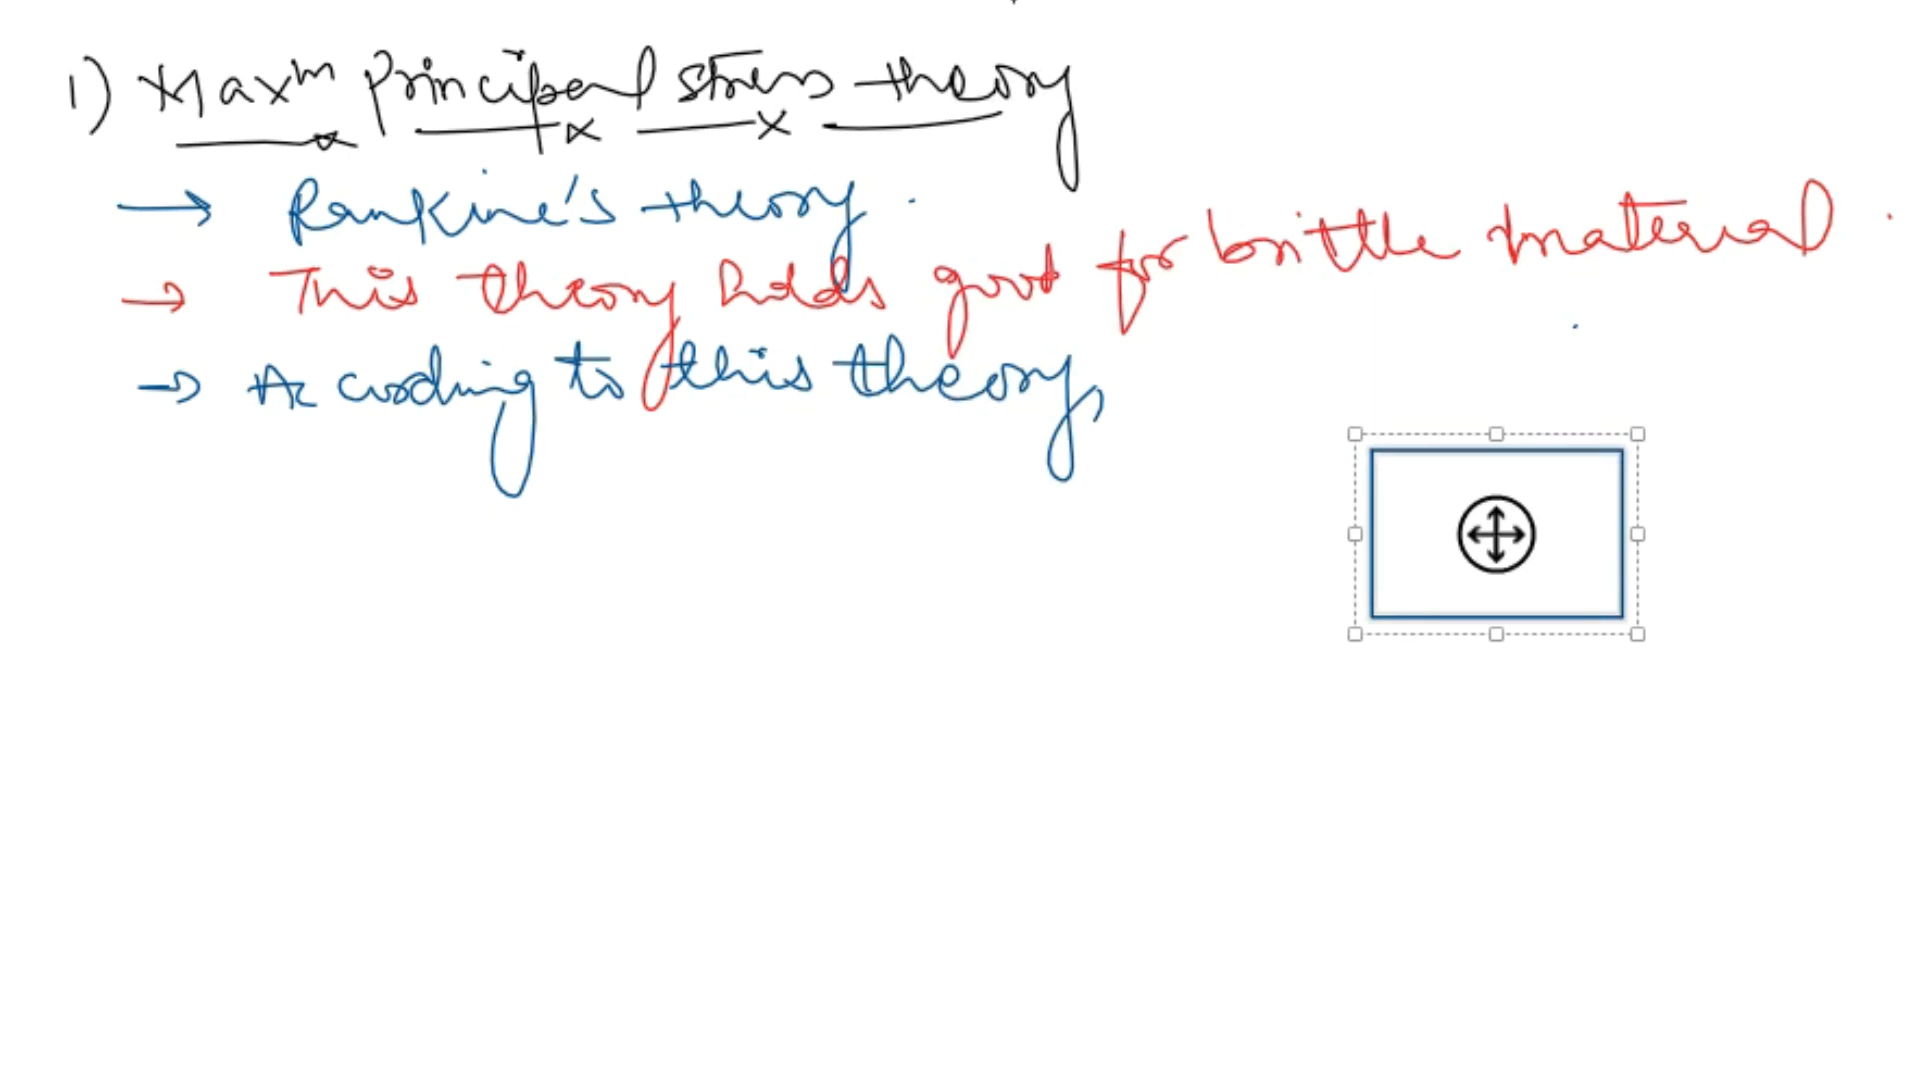 1) Maxm Principal stress theory
→ Rankine's theory.
→ This theory holds good for brittle material.
→ According to this theory,